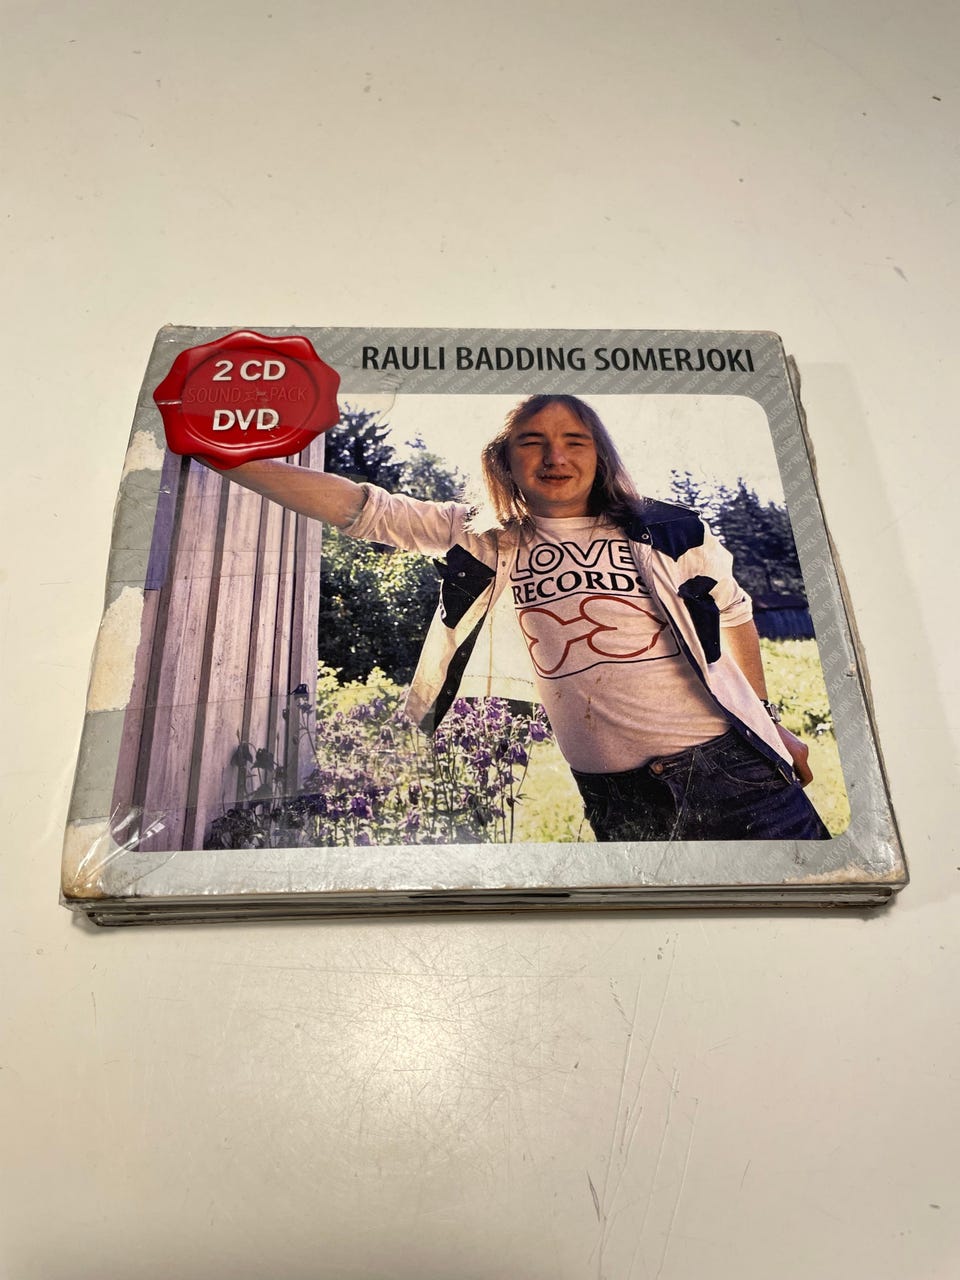 RAULI BADDING SOMERJOKI
2 CD
SOUND PACK
DVD
LOVE
RECORDS